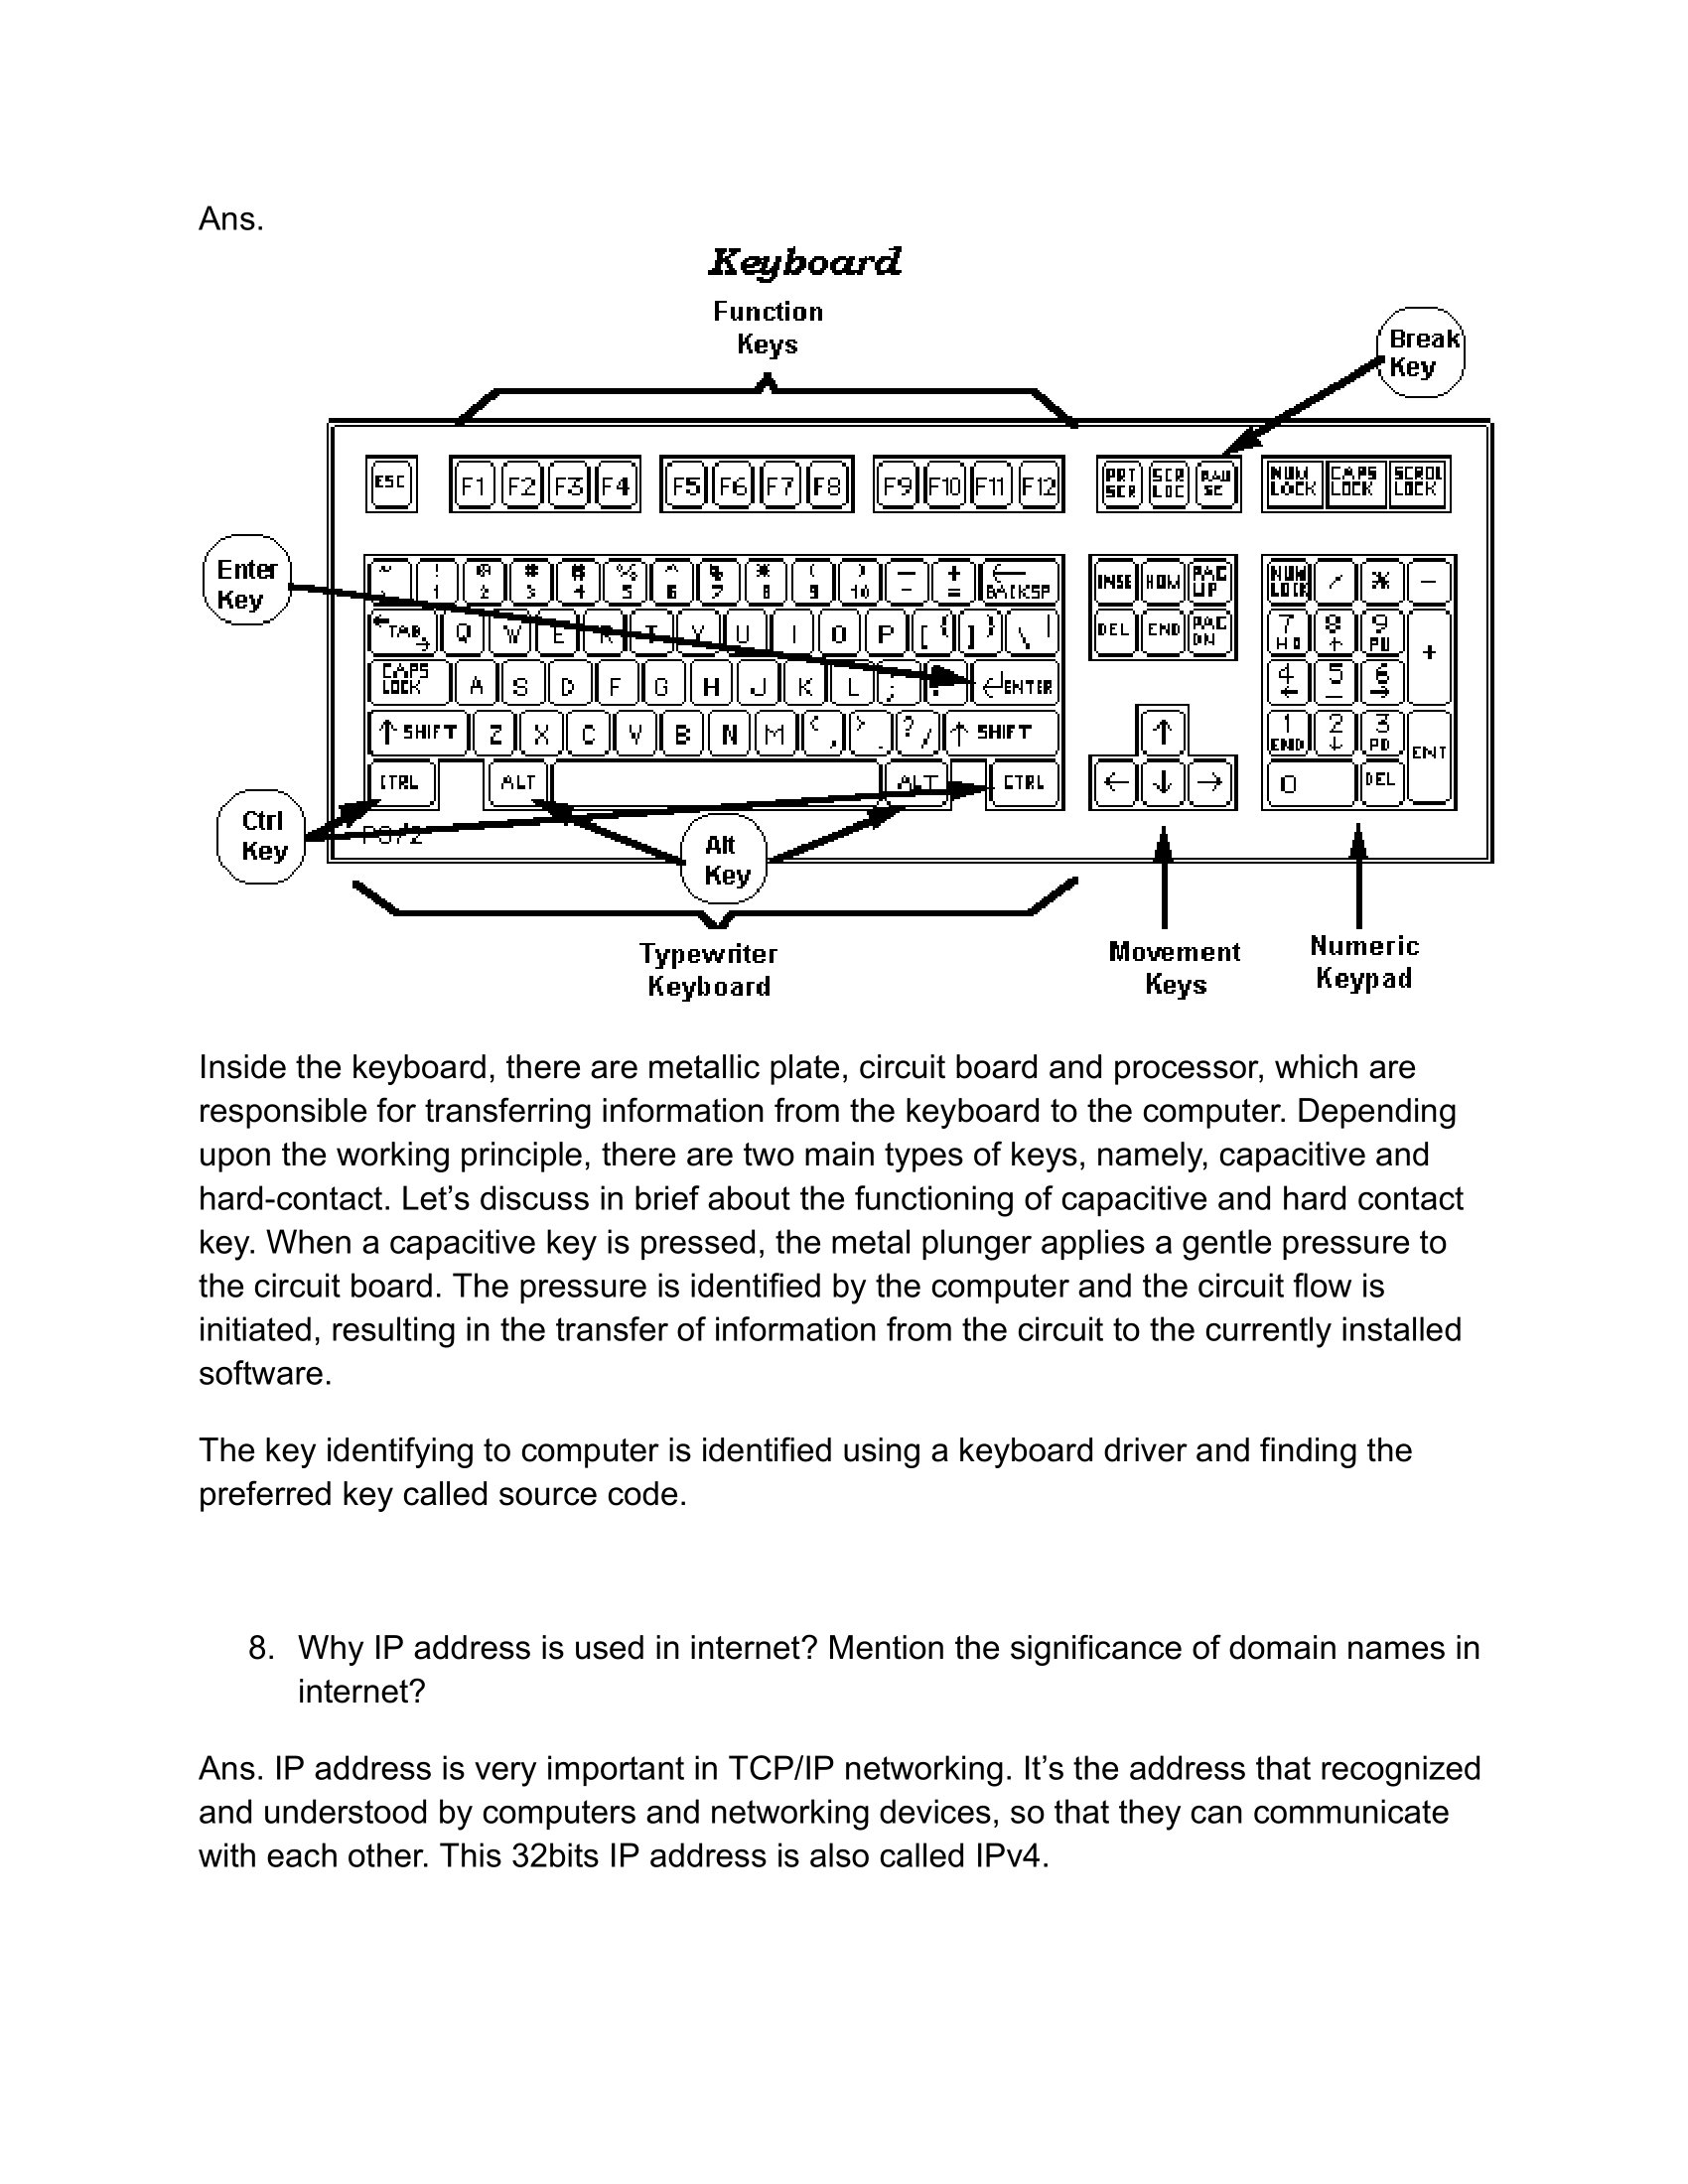 Ans.
Keyboard
Function
Keys
Break
Key
ESC F1 F2 F3 F4 F5 F6 F7 F8 F9 F10 F11 F12 PRT SCR SCR LOC PAU SE NUM LOCK CAPS LOCK SCROL LOCK
Enter
Key
~ ! 1 @ 2 # 3 4 % 5 ^ 6 7 * 8 ( 9 ) 10 — - + = ← BACKSP INSE HOM PAG UP NUM LOCK / * -
← TAB → Q W E R T Y U I O P [ { ] } \ | DEL END PAG DN 7 8 ↑ 9 PU +
CAPS LOCK A S D F G H J K L ; ↵ENTER 4 ← 5 6 →
↑ SHIFT Z X C V B N M < , > . ? / ↑ SHIFT ↑ 1 END 2 ↓ 3 PD ENT
CTRL ALT ALT CTRL ← ↓ → 0 DEL
Ctrl
Key
PS/2
Alt
Key
Typewriter
Keyboard
Movement
Keys
Numeric
Keypad
Inside the keyboard, there are metallic plate, circuit board and processor, which are
responsible for transferring information from the keyboard to the computer. Depending
upon the working principle, there are two main types of keys, namely, capacitive and
hard-contact. Let’s discuss in brief about the functioning of capacitive and hard contact
key. When a capacitive key is pressed, the metal plunger applies a gentle pressure to
the circuit board. The pressure is identified by the computer and the circuit flow is
initiated, resulting in the transfer of information from the circuit to the currently installed
software.
The key identifying to computer is identified using a keyboard driver and finding the
preferred key called source code.
8. Why IP address is used in internet? Mention the significance of domain names in
internet?
Ans. IP address is very important in TCP/IP networking. It’s the address that recognized
and understood by computers and networking devices, so that they can communicate
with each other. This 32bits IP address is also called IPv4.